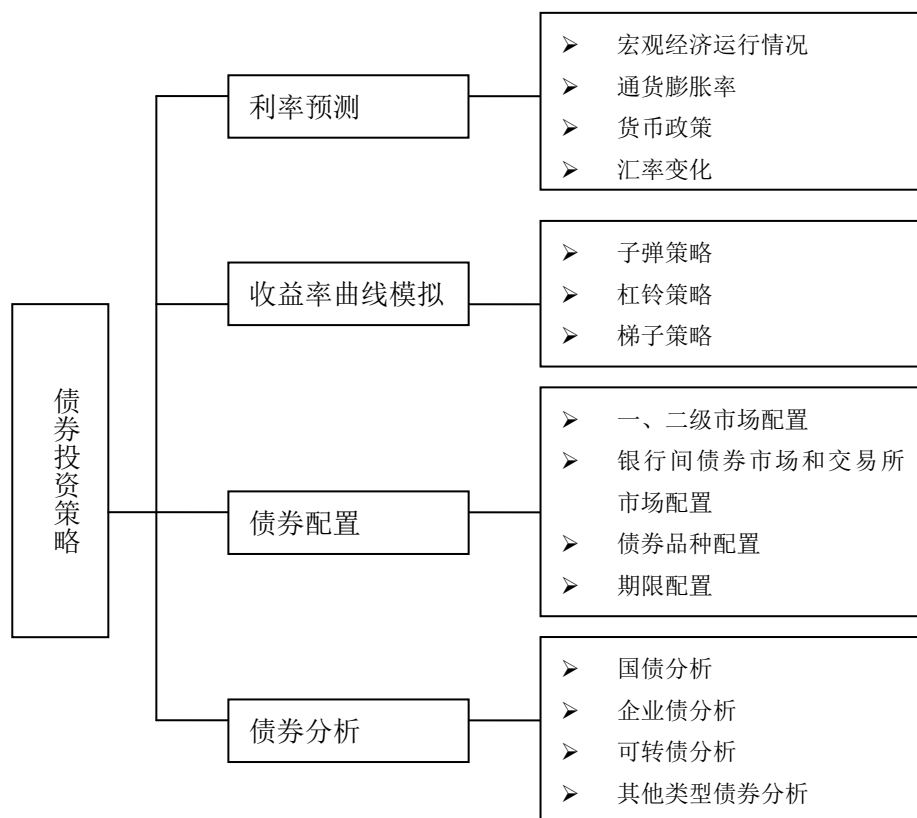 债券投资策略
利率预测
➢ 宏观经济运行情况
➢ 通货膨胀率
➢ 货币政策
➢ 汇率变化
收益率曲线模拟
➢ 子弹策略
➢ 杠铃策略
➢ 梯子策略
债券配置
➢ 一、二级市场配置
➢ 银行间债券市场和交易所
市场配置
➢ 债券品种配置
➢ 期限配置
债券分析
➢ 国债分析
➢ 企业债分析
➢ 可转债分析
➢ 其他类型债券分析